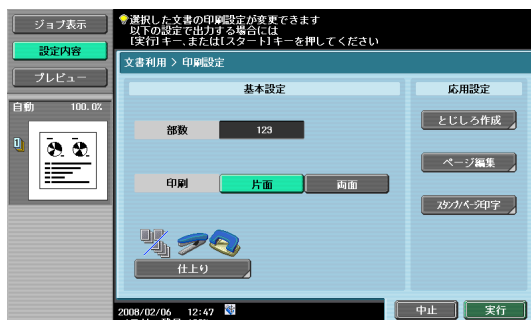 ジョブ表示
設定内容
プレビュー
自動 100.0%
選択した文書の印刷設定が変更できます
以下の設定で出力する場合には
[実行]キー、または[スタート]キーを押してください
文書利用 > 印刷設定
基本設定
部数 123
印刷 片面 両面
仕上り
応用設定
とじしろ作成
ページ編集
スタンプ/ページ印字
2008/02/06 12:47
中止 実行